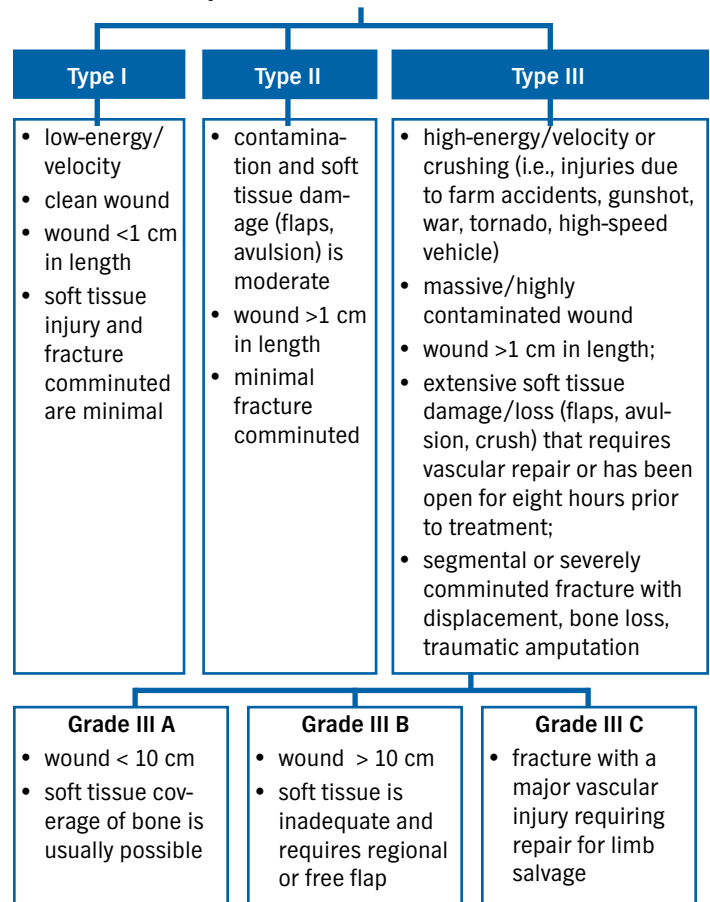 Type I
Type II
Type III
• low-energy/
velocity
• clean wound
• wound <1 cm
in length
• soft tissue
injury and
fracture
comminuted
are minimal
• contamina-
tion and soft
tissue dam-
age (flaps,
avulsion) is
moderate
• wound >1 cm
in length
• minimal
fracture
comminuted
• high-energy/velocity or
crushing (i.e., injuries due
to farm accidents, gunshot,
war, tornado, high-speed
vehicle)
• massive/highly
contaminated wound
• wound >1 cm in length;
• extensive soft tissue
damage/loss (flaps, avul-
sion, crush) that requires
vascular repair or has been
open for eight hours prior
to treatment;
• segmental or severely
comminuted fracture with
displacement, bone loss,
traumatic amputation
Grade III A
• wound < 10 cm
• soft tissue cov-
erage of bone is
usually possible
Grade III B
• wound > 10 cm
• soft tissue is
inadequate and
requires regional
or free flap
Grade III C
• fracture with a
major vascular
injury requiring
repair for limb
salvage